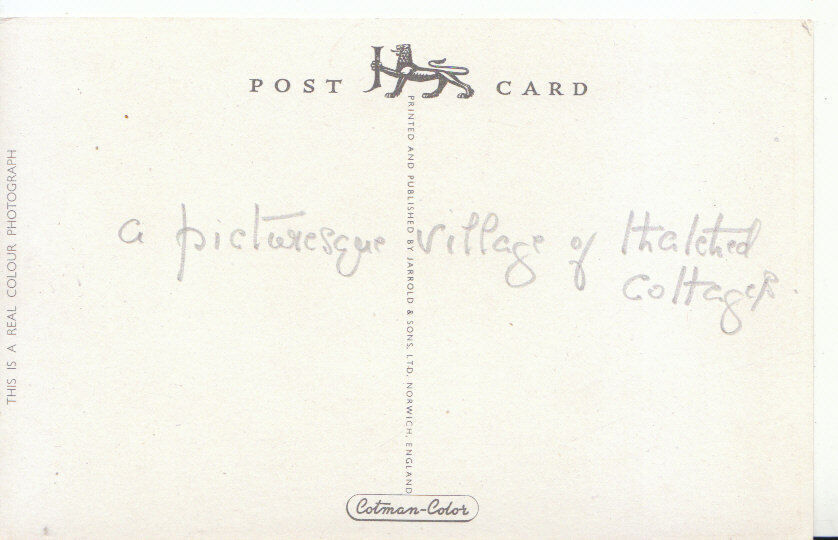 POST CARD
THIS IS A REAL COLOUR PHOTOGRAPH
PRINTED AND PUBLISHED BY JARROLD & SONS, LTD, NORWICH, ENGLAND
a picturesque village of thatched
cottages.
Cotman-Color